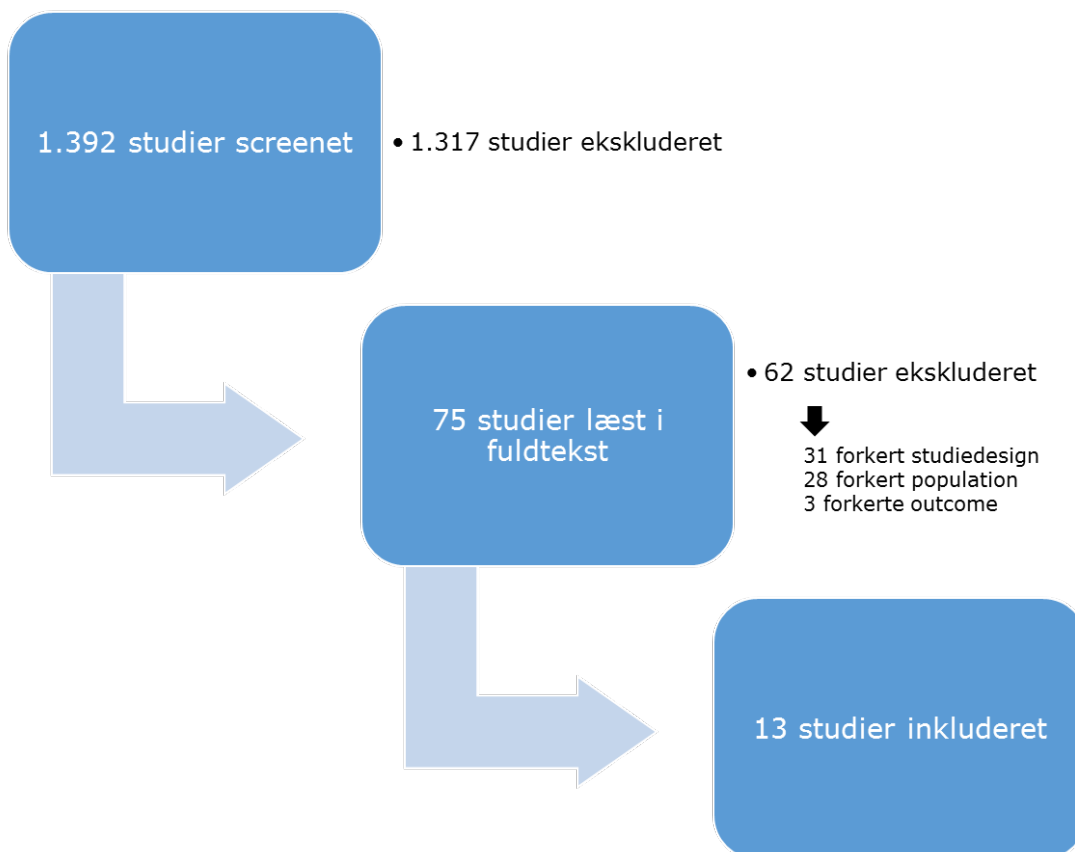 1.392 studier screenet
• 1.317 studier ekskluderet
75 studier læst i
fuldtekst
• 62 studier ekskluderet
31 forkert studiedesign
28 forkert population
3 forkerte outcome
13 studier inkluderet